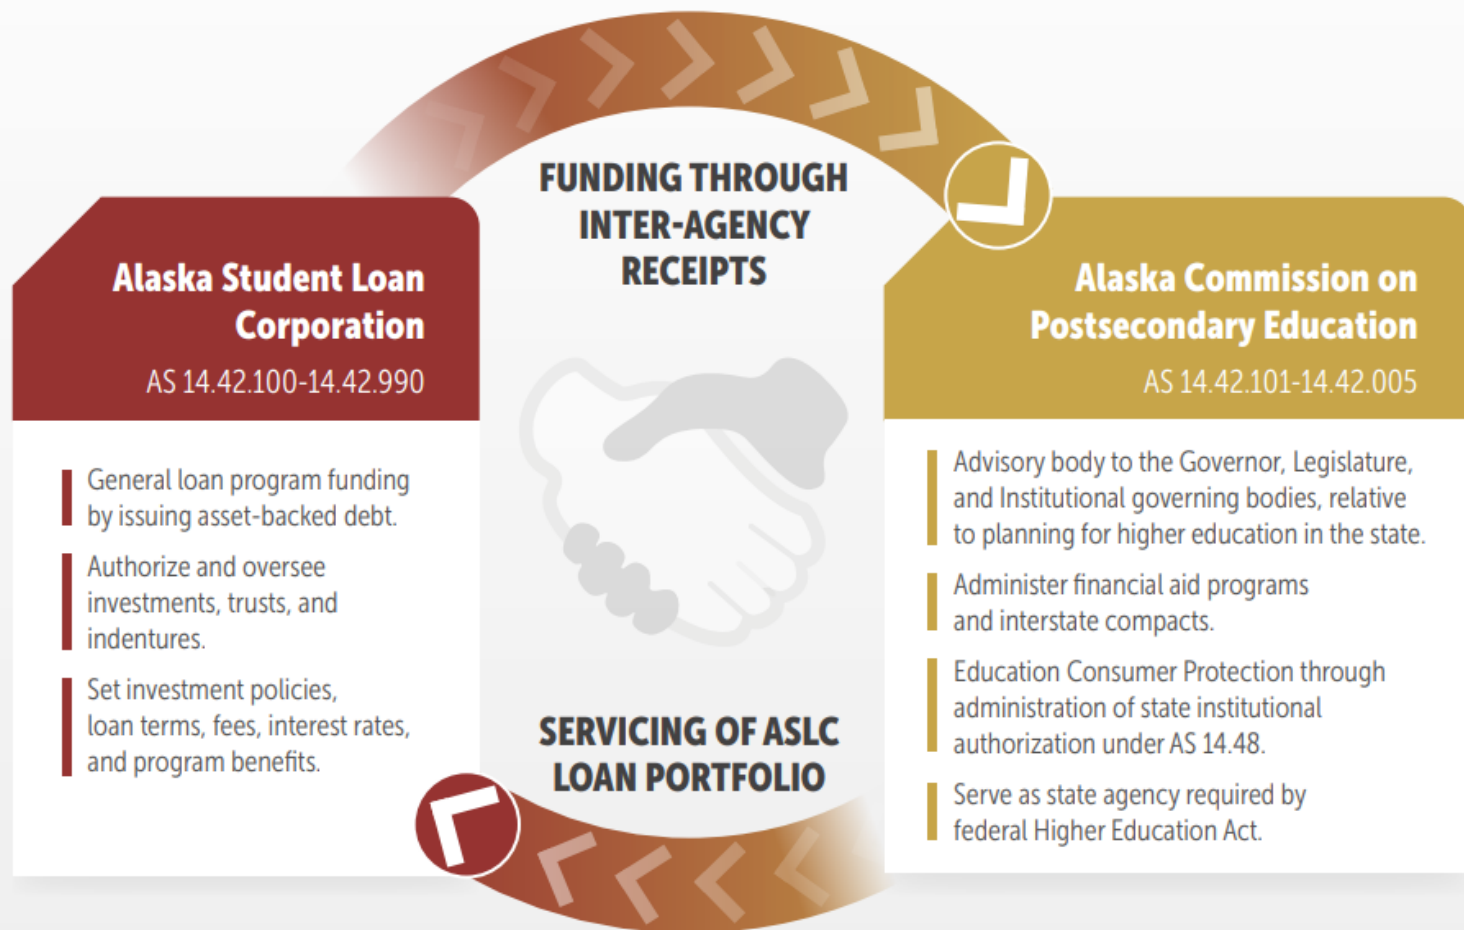 FUNDING THROUGH
INTER-AGENCY
RECEIPTS
Alaska Student Loan
Corporation
AS 14.42.100-14.42.990
General loan program funding
by issuing asset-backed debt.
Authorize and oversee
investments, trusts, and
indentures.
Set investment policies,
loan terms, fees, interest rates,
and program benefits.
Alaska Commission on
Postsecondary Education
AS 14.42.101-14.42.005
Advisory body to the Governor, Legislature,
and Institutional governing bodies, relative
to planning for higher education in the state.
Administer financial aid programs
and interstate compacts.
Education Consumer Protection through
administration of state institutional
authorization under AS 14.48.
Serve as state agency required by
federal Higher Education Act.
SERVICING OF ASLC
LOAN PORTFOLIO